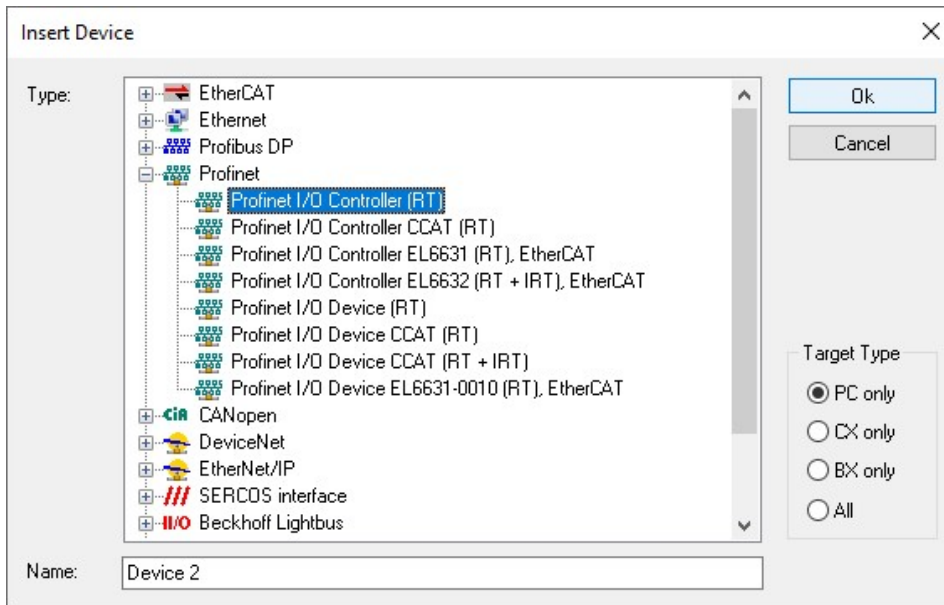 Insert Device
Type:
EtherCAT
Ethernet
Profibus DP
Profinet
Profinet I/O Controller (RT)
Profinet I/O Controller CCAT (RT)
Profinet I/O Controller EL6631 (RT), EtherCAT
Profinet I/O Controller EL6632 (RT + IRT), EtherCAT
Profinet I/O Device (RT)
Profinet I/O Device CCAT (RT)
Profinet I/O Device CCAT (RT + IRT)
Profinet I/O Device EL6631-0010 (RT), EtherCAT
CiA CANopen
DeviceNet
EtherNet/IP
SERCOS interface
II/O Beckhoff Lightbus
Ok
Cancel
Target Type
PC only
CX only
BX only
All
Name:
Device 2